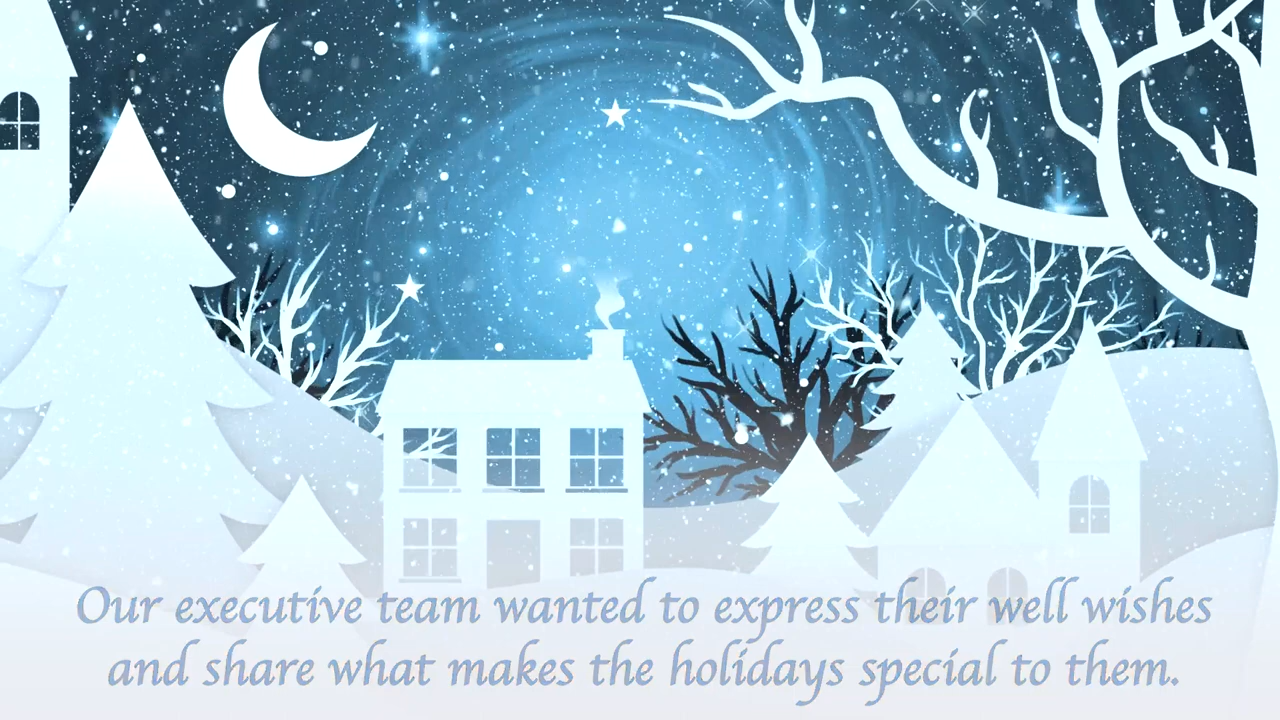 Our executive team wanted to express their well wishes
and share what makes the holidays special to them.